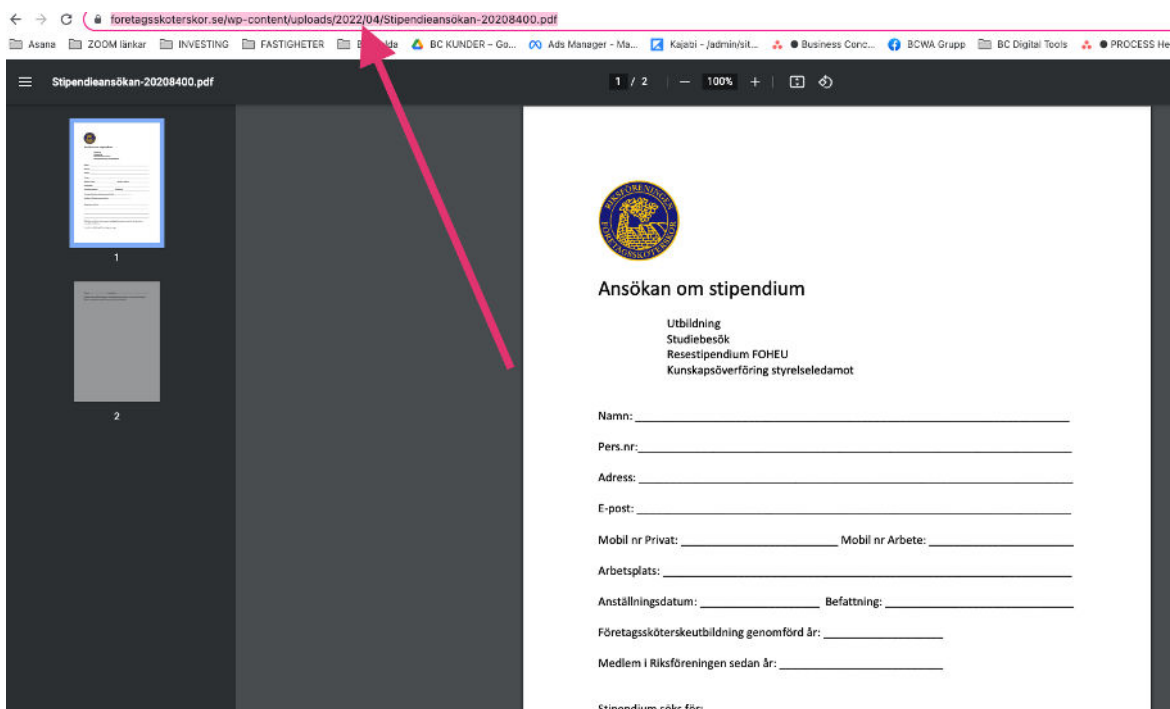 foretagsskoterskor.se/wp-content/uploads/2022/04/Stipendieansökan-20208400.pdf
Asana ZOOM länkar INVESTING FASTIGHETER BC KUNDER – Go... Ads Manager - Ma... Kajabi - /admin/sit... Business Conc... BCWA Grupp BC Digital Tools PROCESS He
Stipendieansökan-20208400.pdf 1 / 2 — 100% +
1
2
RIKSFÖRENINGEN FÖRETAGSSKÖTERSKOR
Ansökan om stipendium
Utbildning
Studiebesök
Resestipendium FOHEU
Kunskapsöverföring styrelseledamot
Namn:
Pers.nr:
Adress:
E-post:
Mobil nr Privat: Mobil nr Arbete:
Arbetsplats:
Anställningsdatum: Befattning:
Företagssköterskeutbildning genomförd år:
Medlem i Riksföreningen sedan år:
Stipendium söks för: